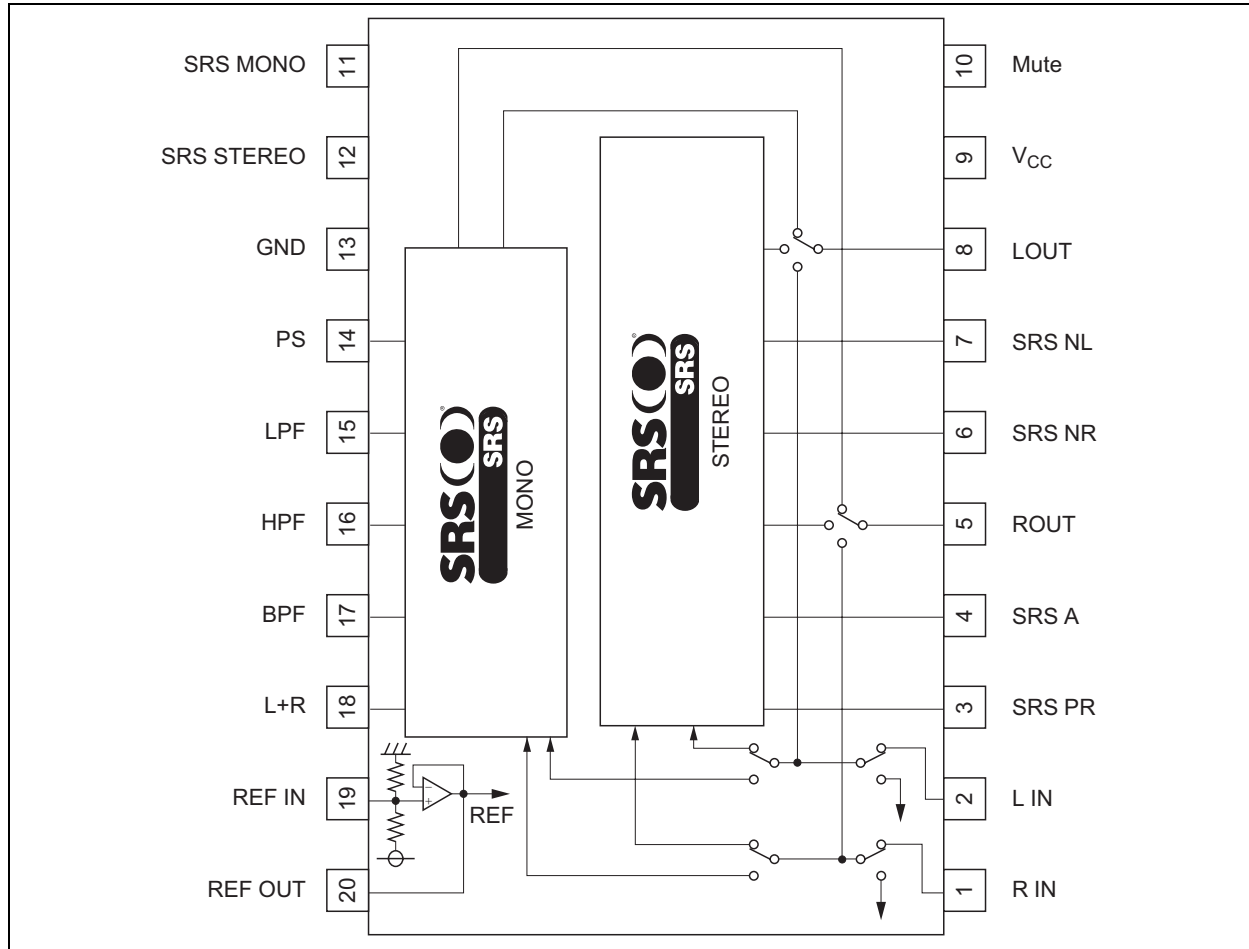 SRS MONO 11
SRS STEREO 12
GND 13
PS 14
LPF 15
HPF 16
BPF 17
L+R 18
REF IN 19
REF OUT 20
10 Mute
9 VCC
8 LOUT
7 SRS NL
6 SRS NR
5 ROUT
4 SRS A
3 SRS PR
2 L IN
1 R IN
SRS ®
SRS
MONO
SRS ®
SRS
STEREO
- +
REF